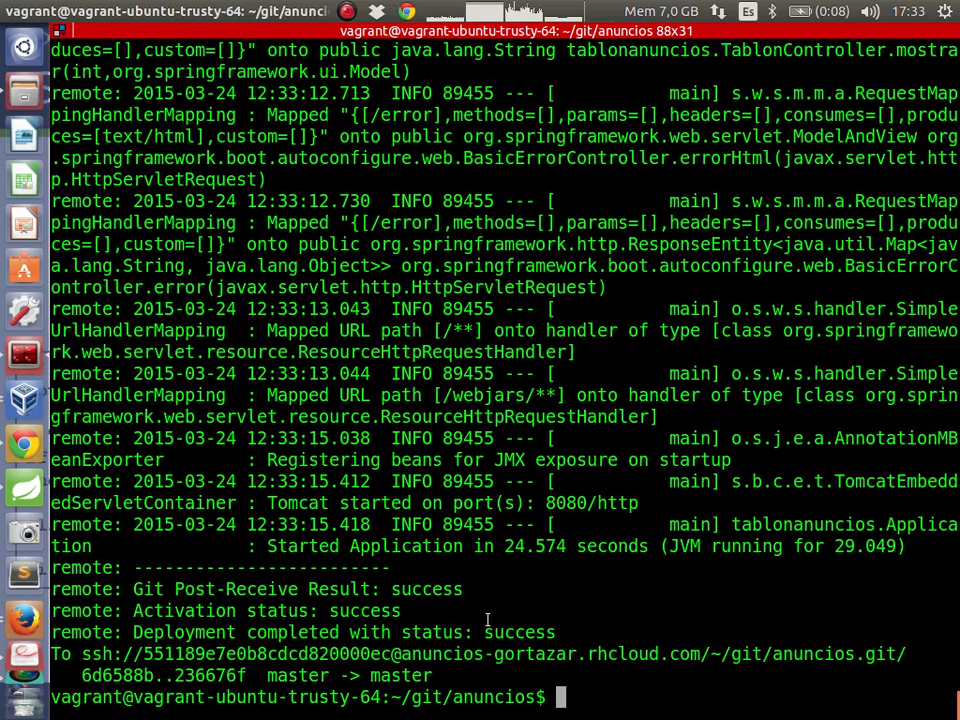 vagrant@vagrant-ubuntu-trusty-64: ~/git/anunci
Mem 7,0 GB
Es
(0:08)
17:33
vagrant@vagrant-ubuntu-trusty-64: ~/git/anuncios 88x31
duces=[],custom=[]}" onto public java.lang.String tablonanuncios.TablonController.mostra
r(int,org.springframework.ui.Model)
remote: 2015-03-24 12:33:12.713  INFO 89455 --- [           main] s.w.s.m.m.a.RequestMap
pingHandlerMapping : Mapped "{[/error],methods=[],params=[],headers=[],consumes=[],produ
ces=[text/html],custom=[]}" onto public org.springframework.web.servlet.ModelAndView org
.springframework.boot.autoconfigure.web.BasicErrorController.errorHtml(javax.servlet.htt
p.HttpServletRequest)
remote: 2015-03-24 12:33:12.730  INFO 89455 --- [           main] s.w.s.m.m.a.RequestMap
pingHandlerMapping : Mapped "{[/error],methods=[],params=[],headers=[],consumes=[],produ
ces=[],custom=[]}" onto public org.springframework.http.ResponseEntity<java.util.Map<jav
a.lang.String, java.lang.Object>> org.springframework.boot.autoconfigure.web.BasicErrorC
ontroller.error(javax.servlet.http.HttpServletRequest)
remote: 2015-03-24 12:33:13.043  INFO 89455 --- [           main] o.s.w.s.handler.Simple
UrlHandlerMapping  : Mapped URL path [/**] onto handler of type [class org.springframewo
rk.web.servlet.resource.ResourceHttpRequestHandler]
remote: 2015-03-24 12:33:13.044  INFO 89455 --- [           main] o.s.w.s.handler.Simple
UrlHandlerMapping  : Mapped URL path [/webjars/**] onto handler of type [class org.sprin
gframework.web.servlet.resource.ResourceHttpRequestHandler]
remote: 2015-03-24 12:33:15.038  INFO 89455 --- [           main] o.s.j.e.a.AnnotationMB
eanExporter        : Registering beans for JMX exposure on startup
remote: 2015-03-24 12:33:15.412  INFO 89455 --- [           main] s.b.c.e.t.TomcatEmbedd
edServletContainer : Tomcat started on port(s): 8080/http
remote: 2015-03-24 12:33:15.418  INFO 89455 --- [           main] tablonanuncios.Applica
tion               : Started Application in 24.574 seconds (JVM running for 29.049)
remote: -------------------------
remote: Git Post-Receive Result: success
remote: Activation status: success
remote: Deployment completed with status: success
To ssh://551189e7e0b8cdcd820000ec@anuncios-gortazar.rhcloud.com/~/git/anuncios.git/
   6d6588b..236676f  master -> master
vagrant@vagrant-ubuntu-trusty-64:~/git/anuncios$